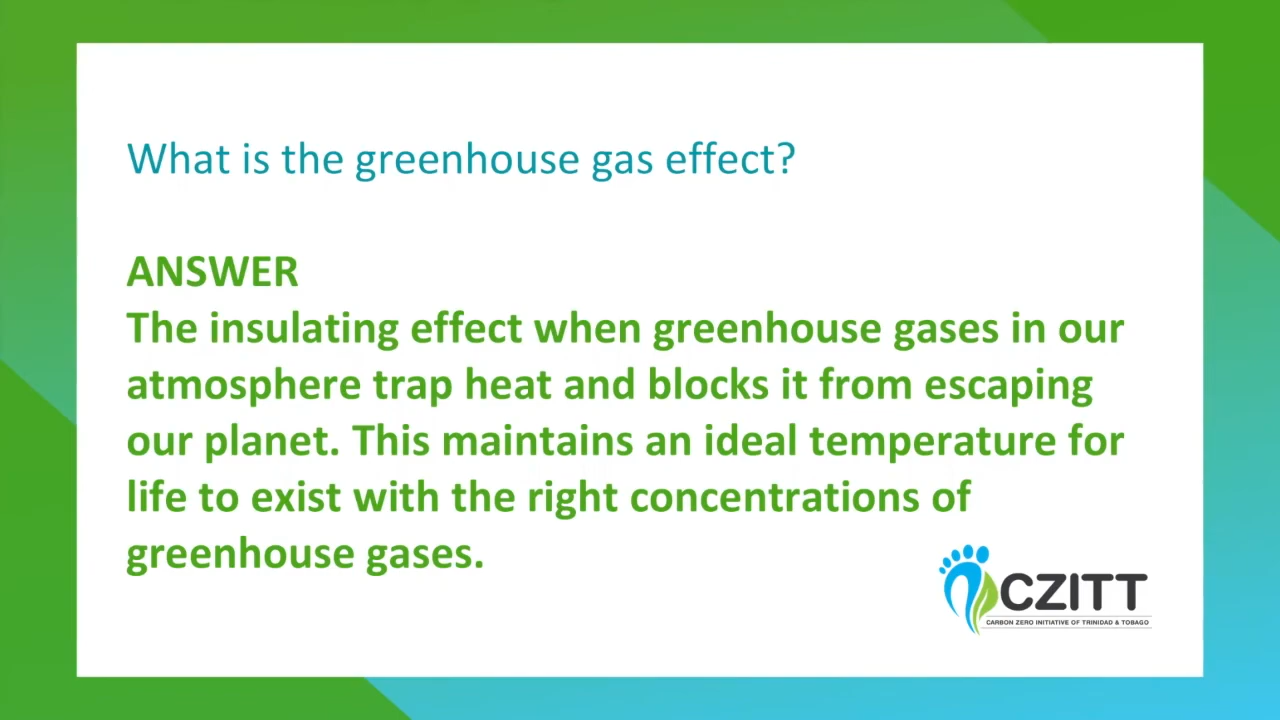 What is the greenhouse gas effect?
ANSWER
The insulating effect when greenhouse gases in our
atmosphere trap heat and blocks it from escaping
our planet. This maintains an ideal temperature for
life to exist with the right concentrations of
greenhouse gases.
CZITT
CARBON ZERO INITIATIVE OF TRINIDAD & TOBAGO